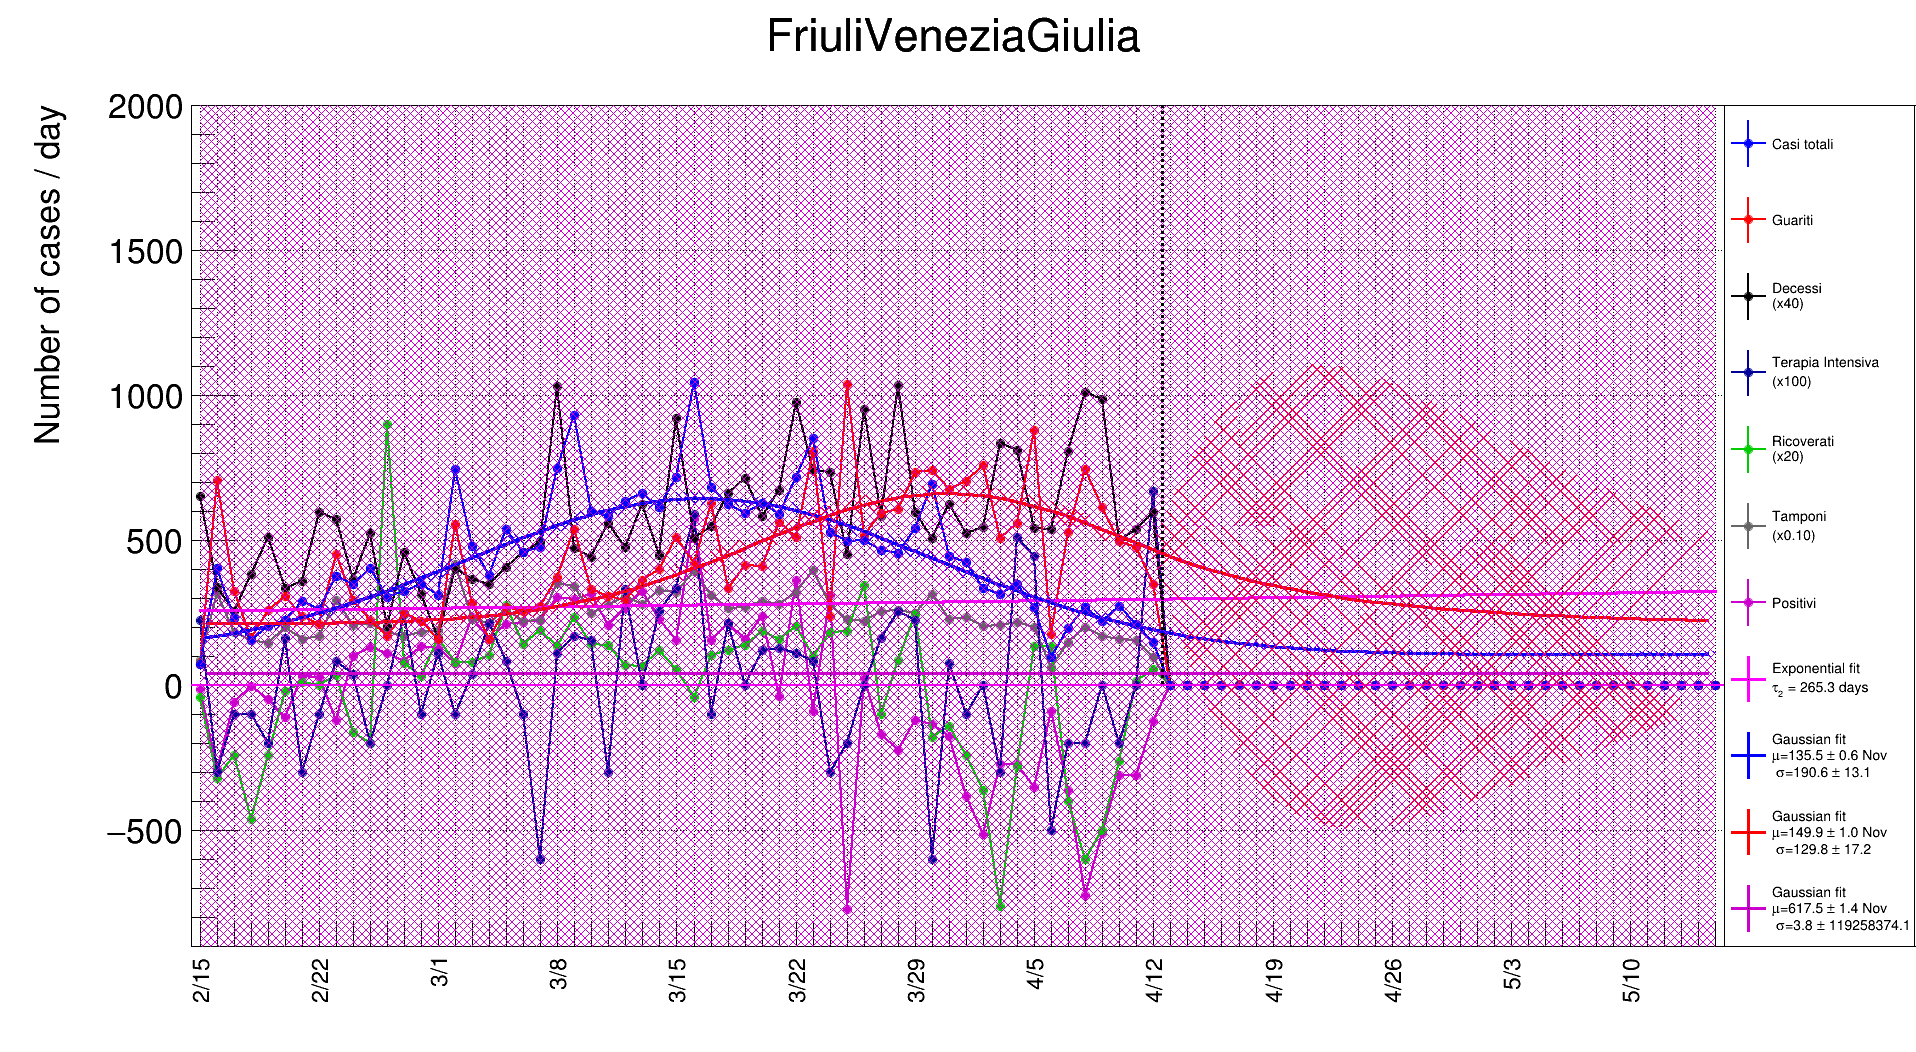 FriuliVeneziaGiulia
Number of cases / day
2000
1500
1000
500
0
−500
2/15
2/22
3/1
3/8
3/15
3/22
3/29
4/5
4/12
4/19
4/26
5/3
5/10
Casi totali
Guariti
Decessi
(x40)
Terapia Intensiva
(x100)
Ricoverati
(x20)
Tamponi
(x0.10)
Positivi
Exponential fit
τ2 = 265.3 days
Gaussian fit
μ=135.5 ± 0.6 Nov
σ=190.6 ± 13.1
Gaussian fit
μ=149.9 ± 1.0 Nov
σ=129.8 ± 17.2
Gaussian fit
μ=617.5 ± 1.4 Nov
σ=3.8 ± 119258374.1